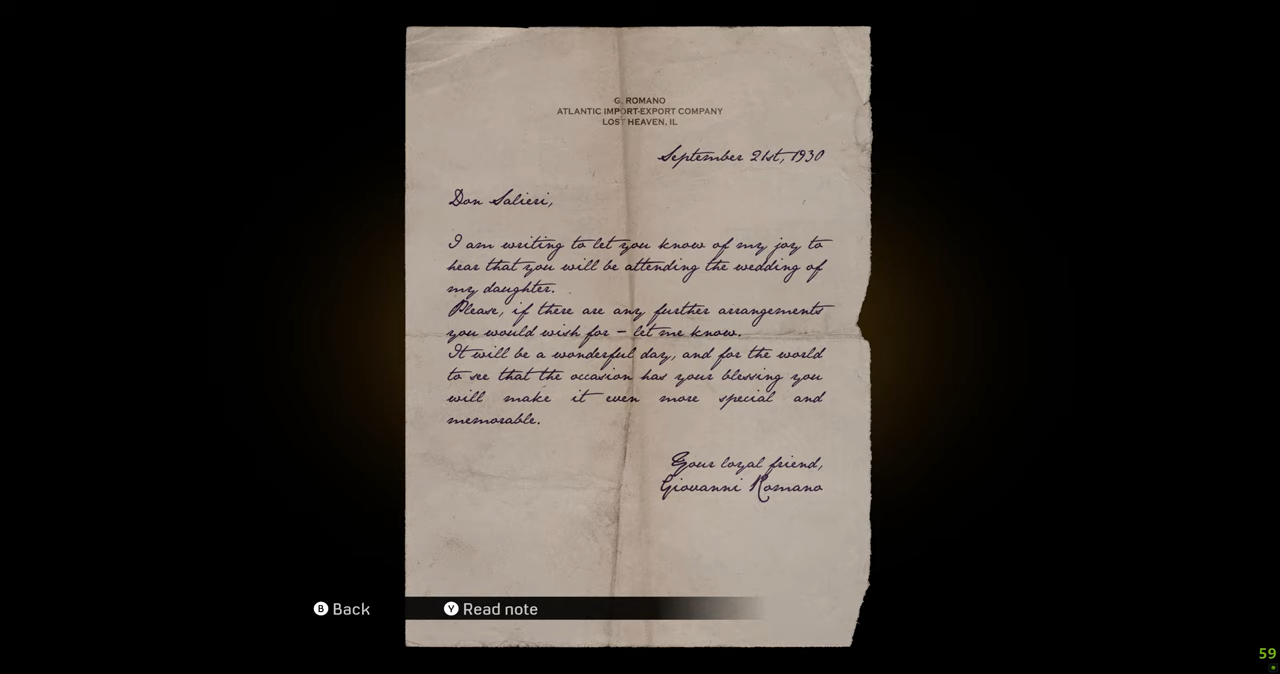 G. ROMANO
ATLANTIC IMPORT-EXPORT COMPANY
LOST HEAVEN, IL
September 21st, 1930
Don Salieri,
I am writing to let you know of my joy to
hear that you will be attending the wedding of
my daughter.
Please, if there are any further arrangements
you would wish for – let me know.
It will be a wonderful day, and for the world
to see that the occasion has your blessing you
will make it even more special and
memorable.
Your loyal friend,
Giovanni Romano
B Back
Y Read note
59